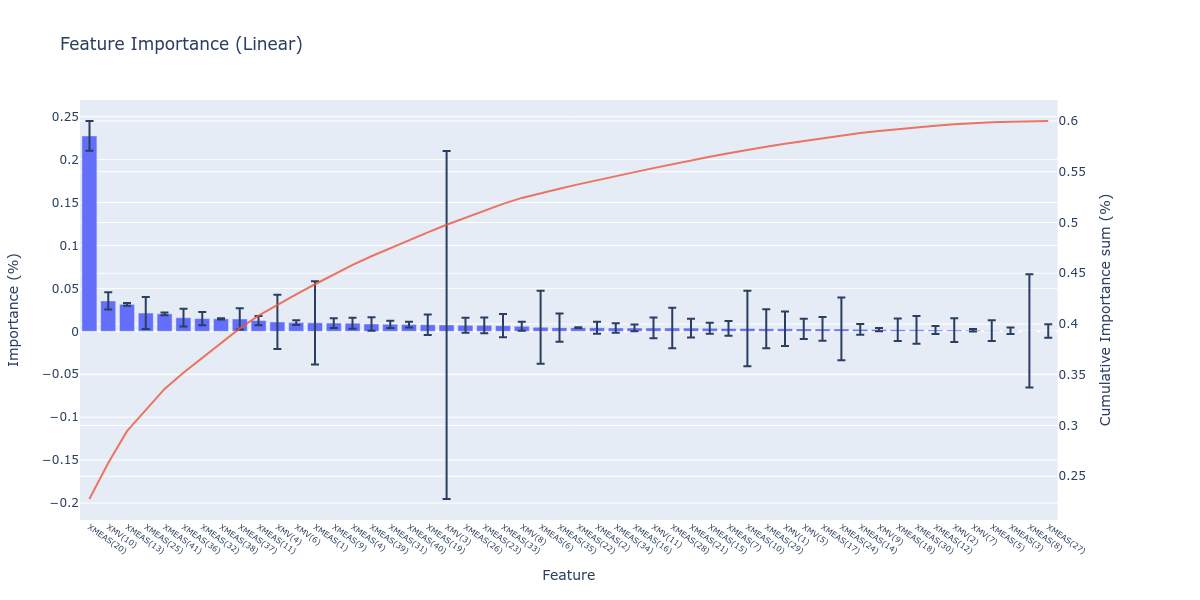 Feature Importance (Linear)
0.25
0.2
0.15
0.1
0.05
0
−0.05
−0.1
−0.15
−0.2
Importance (%)
0.6
0.55
0.5
0.45
0.4
0.35
0.3
0.25
Cumulative Importance sum (%)
XMEAS(20)
XMV(10)
XMEAS(13)
XMEAS(25)
XMEAS(41)
XMEAS(36)
XMEAS(32)
XMEAS(38)
XMEAS(37)
XMEAS(11)
XMV(4)
XMV(6)
XMEAS(1)
XMEAS(9)
XMEAS(4)
XMEAS(39)
XMEAS(31)
XMEAS(40)
XMEAS(19)
XMV(3)
XMEAS(26)
XMEAS(23)
XMEAS(33)
XMV(8)
XMEAS(6)
XMEAS(35)
XMEAS(22)
XMEAS(2)
XMEAS(34)
XMEAS(16)
XMV(11)
XMEAS(28)
XMEAS(21)
XMEAS(15)
XMEAS(7)
XMEAS(10)
XMEAS(29)
XMV(1)
XMV(5)
XMEAS(17)
XMEAS(24)
XMEAS(14)
XMV(9)
XMEAS(18)
XMEAS(30)
XMEAS(12)
XMV(2)
XMV(7)
XMEAS(5)
XMEAS(3)
XMEAS(8)
XMEAS(27)
Feature